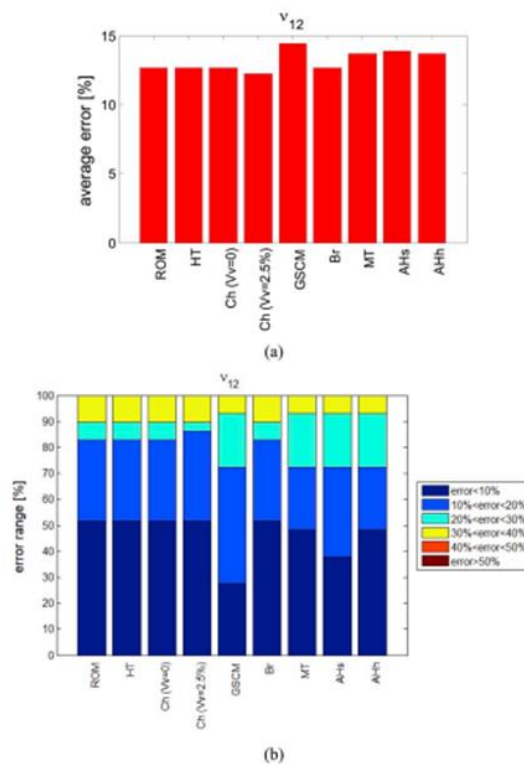 ν12
15
10
5
0
average error [%]
ROM
HT
Ch (Vv=0)
Ch (Vv=2.5%)
GSCM
Br
MT
AHs
AHh
(a)
ν12
100
90
80
70
60
50
40
30
20
10
0
error range [%]
ROM
HT
Ch (Vv=0)
Ch (Vv=2.5%)
GSCM
Br
MT
AHs
AHh
error<10%
10%<error<20%
20%<error<30%
30%<error<40%
40%<error<50%
error>50%
(b)